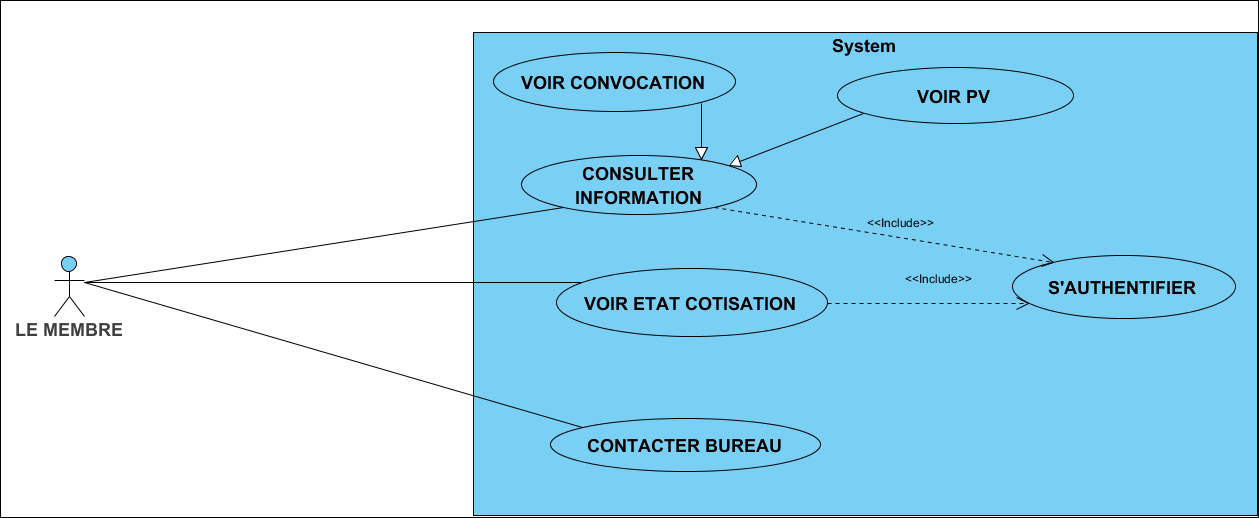 System
VOIR CONVOCATION
VOIR PV
CONSULTER
INFORMATION
<<Include>>
<<Include>>
S'AUTHENTIFIER
VOIR ETAT COTISATION
LE MEMBRE
CONTACTER BUREAU